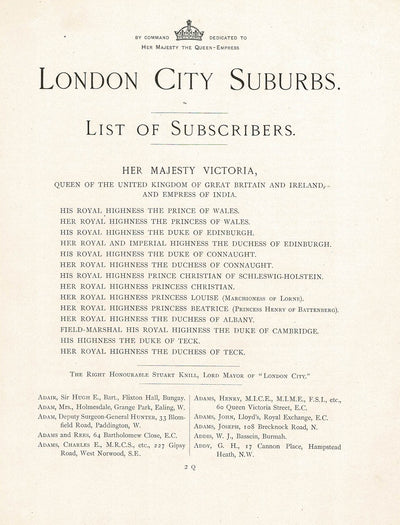 BY COMMAND DEDICATED TO
HER MAJESTY THE QUEEN-EMPRESS
LONDON CITY SUBURBS.
LIST OF SUBSCRIBERS.
HER MAJESTY VICTORIA,
QUEEN OF THE UNITED KINGDOM OF GREAT BRITAIN AND IRELAND,
AND EMPRESS OF INDIA.
HIS ROYAL HIGHNESS THE PRINCE OF WALES.
HER ROYAL HIGHNESS THE PRINCESS OF WALES.
HIS ROYAL HIGHNESS THE DUKE OF EDINBURGH.
HER ROYAL AND IMPERIAL HIGHNESS THE DUCHESS OF EDINBURGH.
HIS ROYAL HIGHNESS THE DUKE OF CONNAUGHT.
HER ROYAL HIGHNESS THE DUCHESS OF CONNAUGHT.
HIS ROYAL HIGHNESS PRINCE CHRISTIAN OF SCHLESWIG-HOLSTEIN.
HER ROYAL HIGHNESS PRINCESS CHRISTIAN.
HER ROYAL HIGHNESS PRINCESS LOUISE (MARCHIONESS OF LORNE).
HER ROYAL HIGHNESS PRINCESS BEATRICE (PRINCESS HENRY OF BATTENBERG).
HER ROYAL HIGHNESS THE DUCHESS OF ALBANY.
FIELD-MARSHAL HIS ROYAL HIGHNESS THE DUKE OF CAMBRIDGE.
HIS HIGHNESS THE DUKE OF TECK.
HER ROYAL HIGHNESS THE DUCHESS OF TECK.
THE RIGHT HONOURABLE STUART KNILL, LORD MAYOR OF "LONDON CITY."
ADAIR, Sir HUGH E., Bart., Flixton Hall, Bungay.
ADAM, Mrs., Holmesdale, Grange Park, Ealing, W.
ADAM, Deputy Surgeon-General HUNTER, 33 Blomfield Road, Paddington, W.
ADAMS and REES, 64 Bartholomew Close, E.C.
ADAMS, CHARLES E., M.R.C.S., etc., 227 Gipsy
Road, West Norwood, S.E.
ADAMS, HENRY, M.I.C.E., M.I.M.E., F.S.I., etc.,
60 Queen Victoria Street, E.C.
ADAMS, JOHN, Lloyd's, Royal Exchange, E.C.
ADAMS, JOSEPH, 108 Brecknock Road, N.
ADDIS, W. J., Bassein, Burmah.
ADDY, G. H., 17 Cannon Place, Hampstead
Heath, N.W.
2 Q